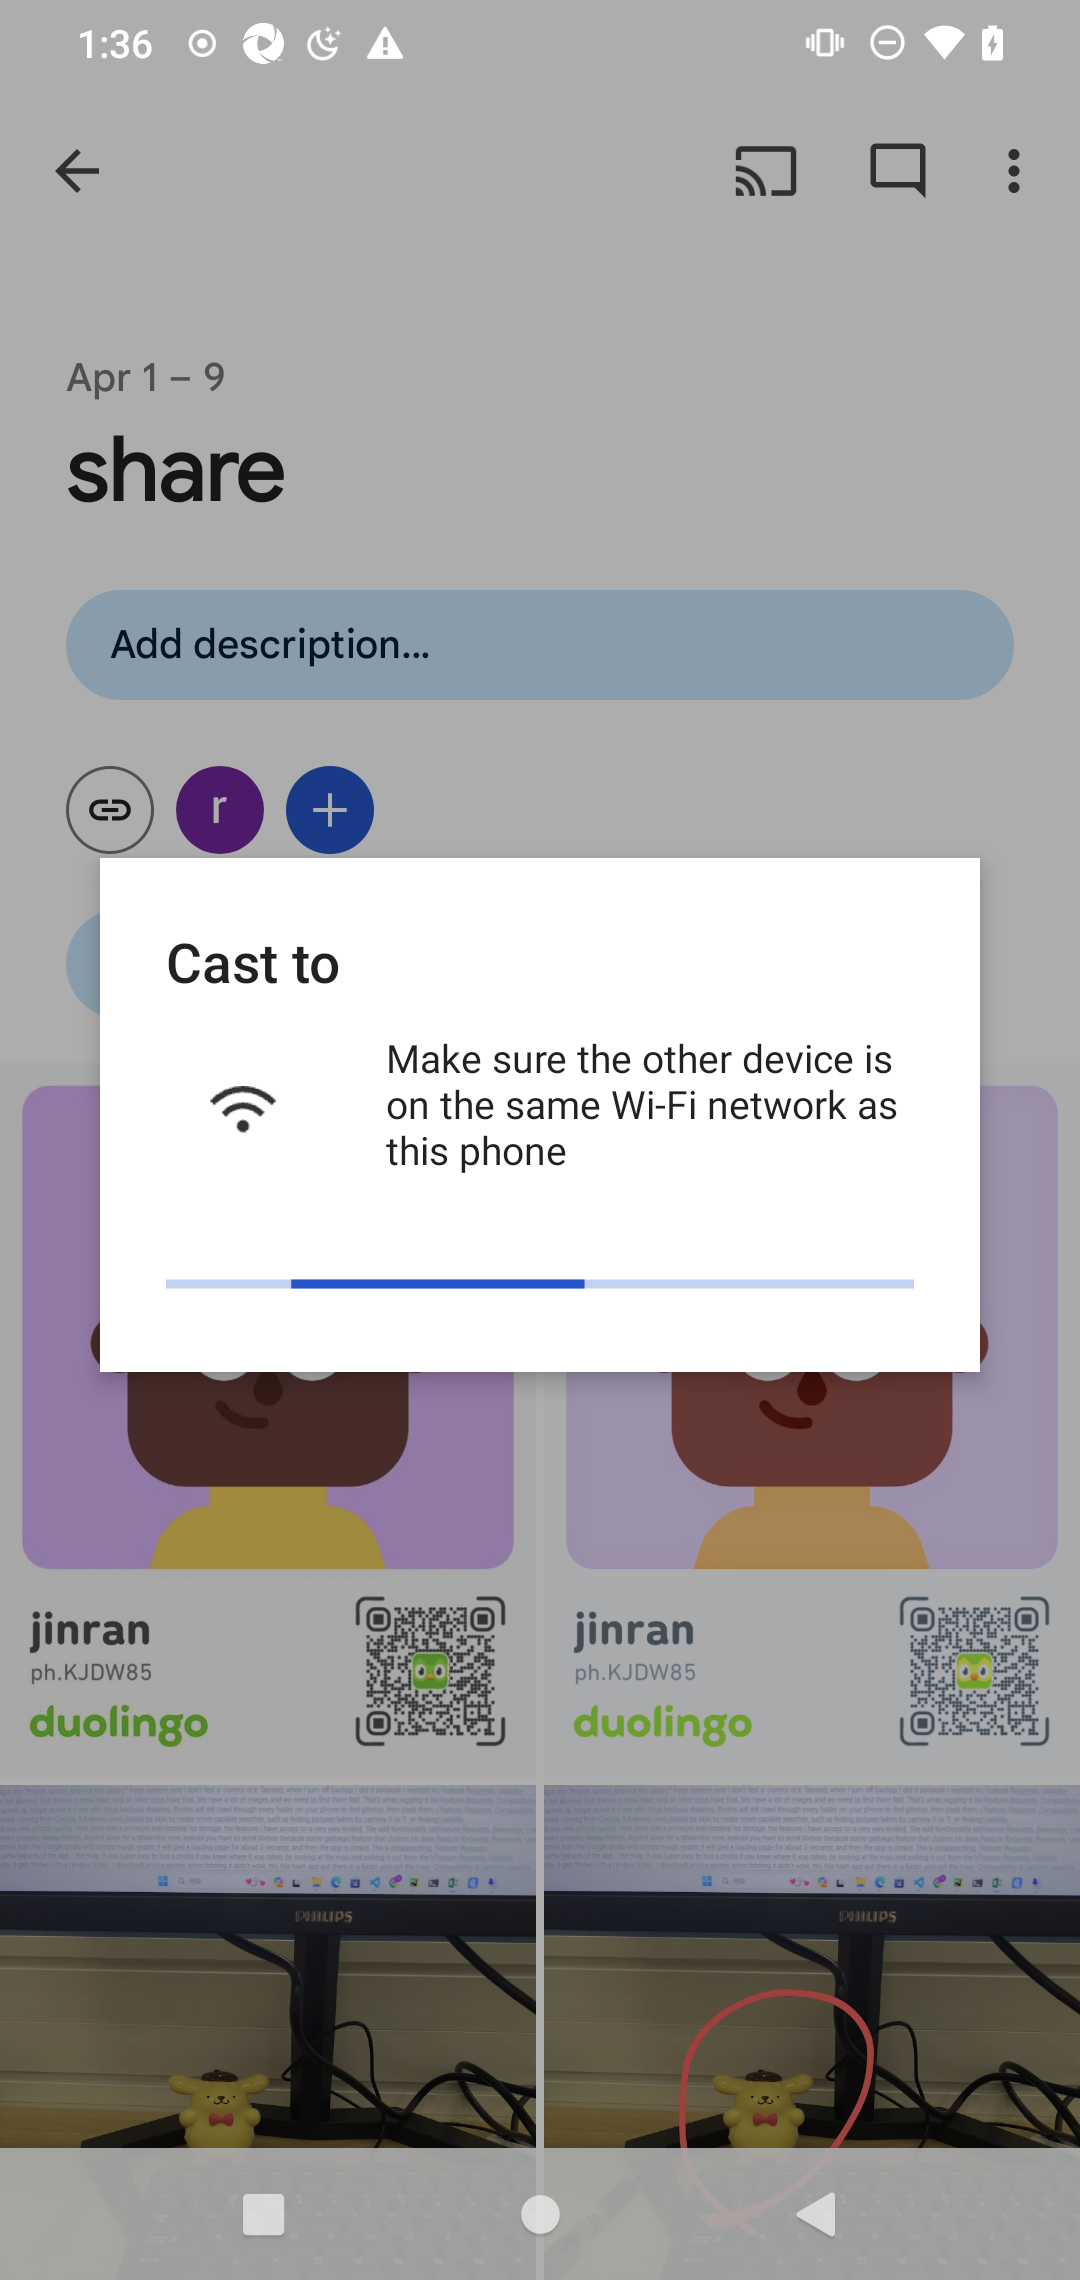 1:36
Apr 1 – 9
share
Add description...
r
Cast to
Make sure the other device is
on the same Wi-Fi network as
this phone
jinran
ph.KJDW85
duolingo
jinran
ph.KJDW85
duolingo
PHILIPS
PHILIPS